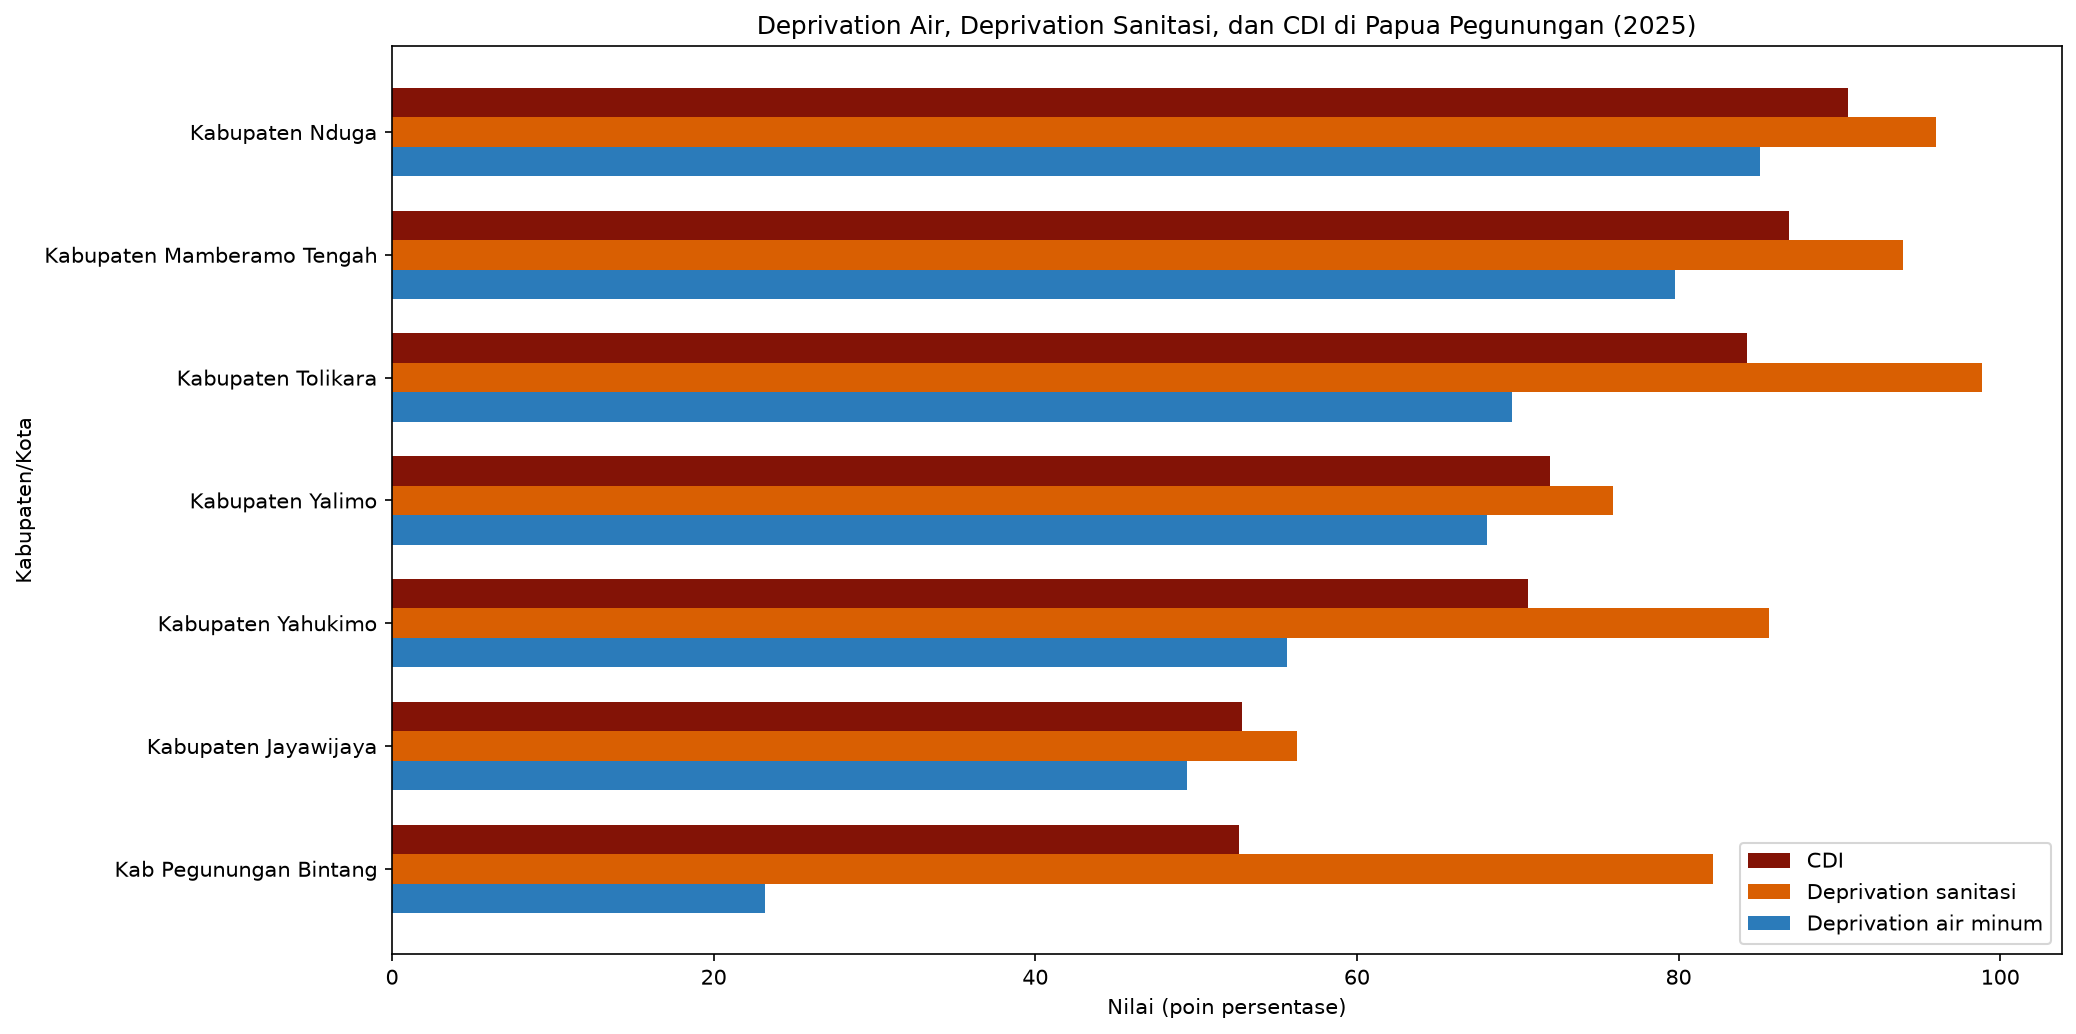 Deprivation Air, Deprivation Sanitasi, dan CDI di Papua Pegunungan (2025)
Kabupaten/Kota
Kabupaten Nduga
Kabupaten Mamberamo Tengah
Kabupaten Tolikara
Kabupaten Yalimo
Kabupaten Yahukimo
Kabupaten Jayawijaya
Kab Pegunungan Bintang
CDI
Deprivation sanitasi
Deprivation air minum
0 20 40 60 80 100
Nilai (poin persentase)